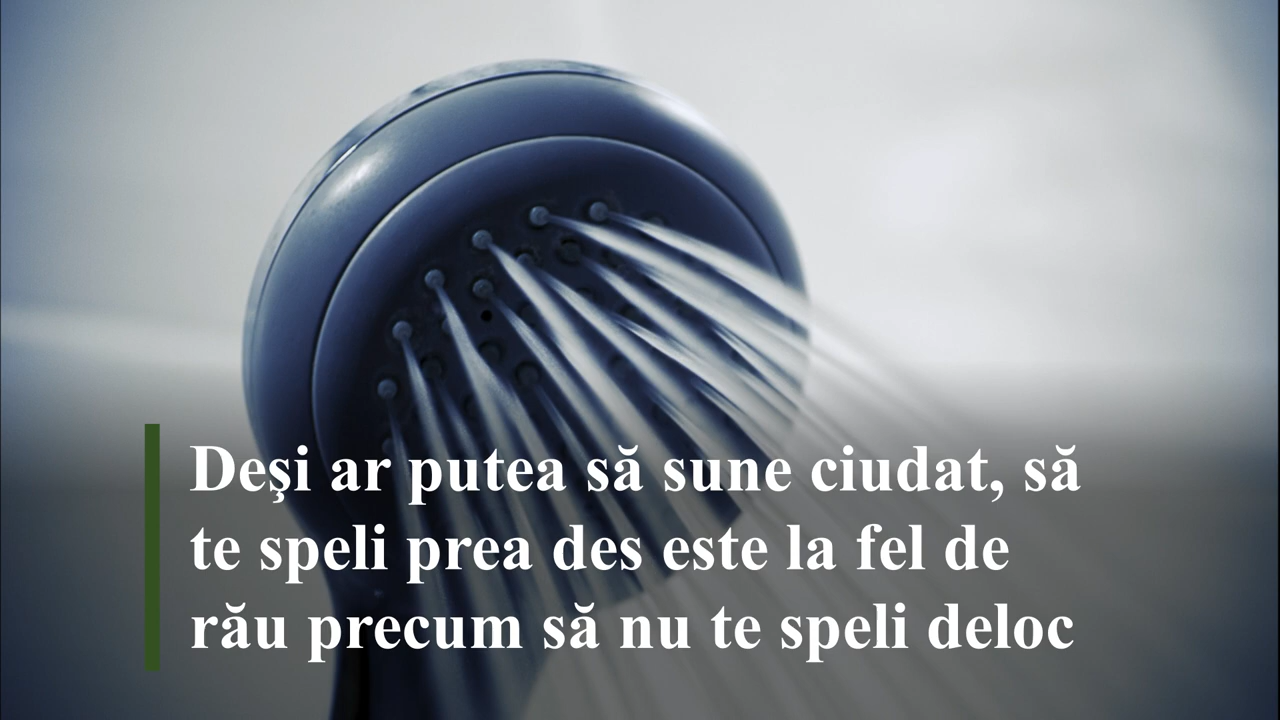 Deşi ar putea să sune ciudat, să
te speli prea des este la fel de
rău precum să nu te speli deloc